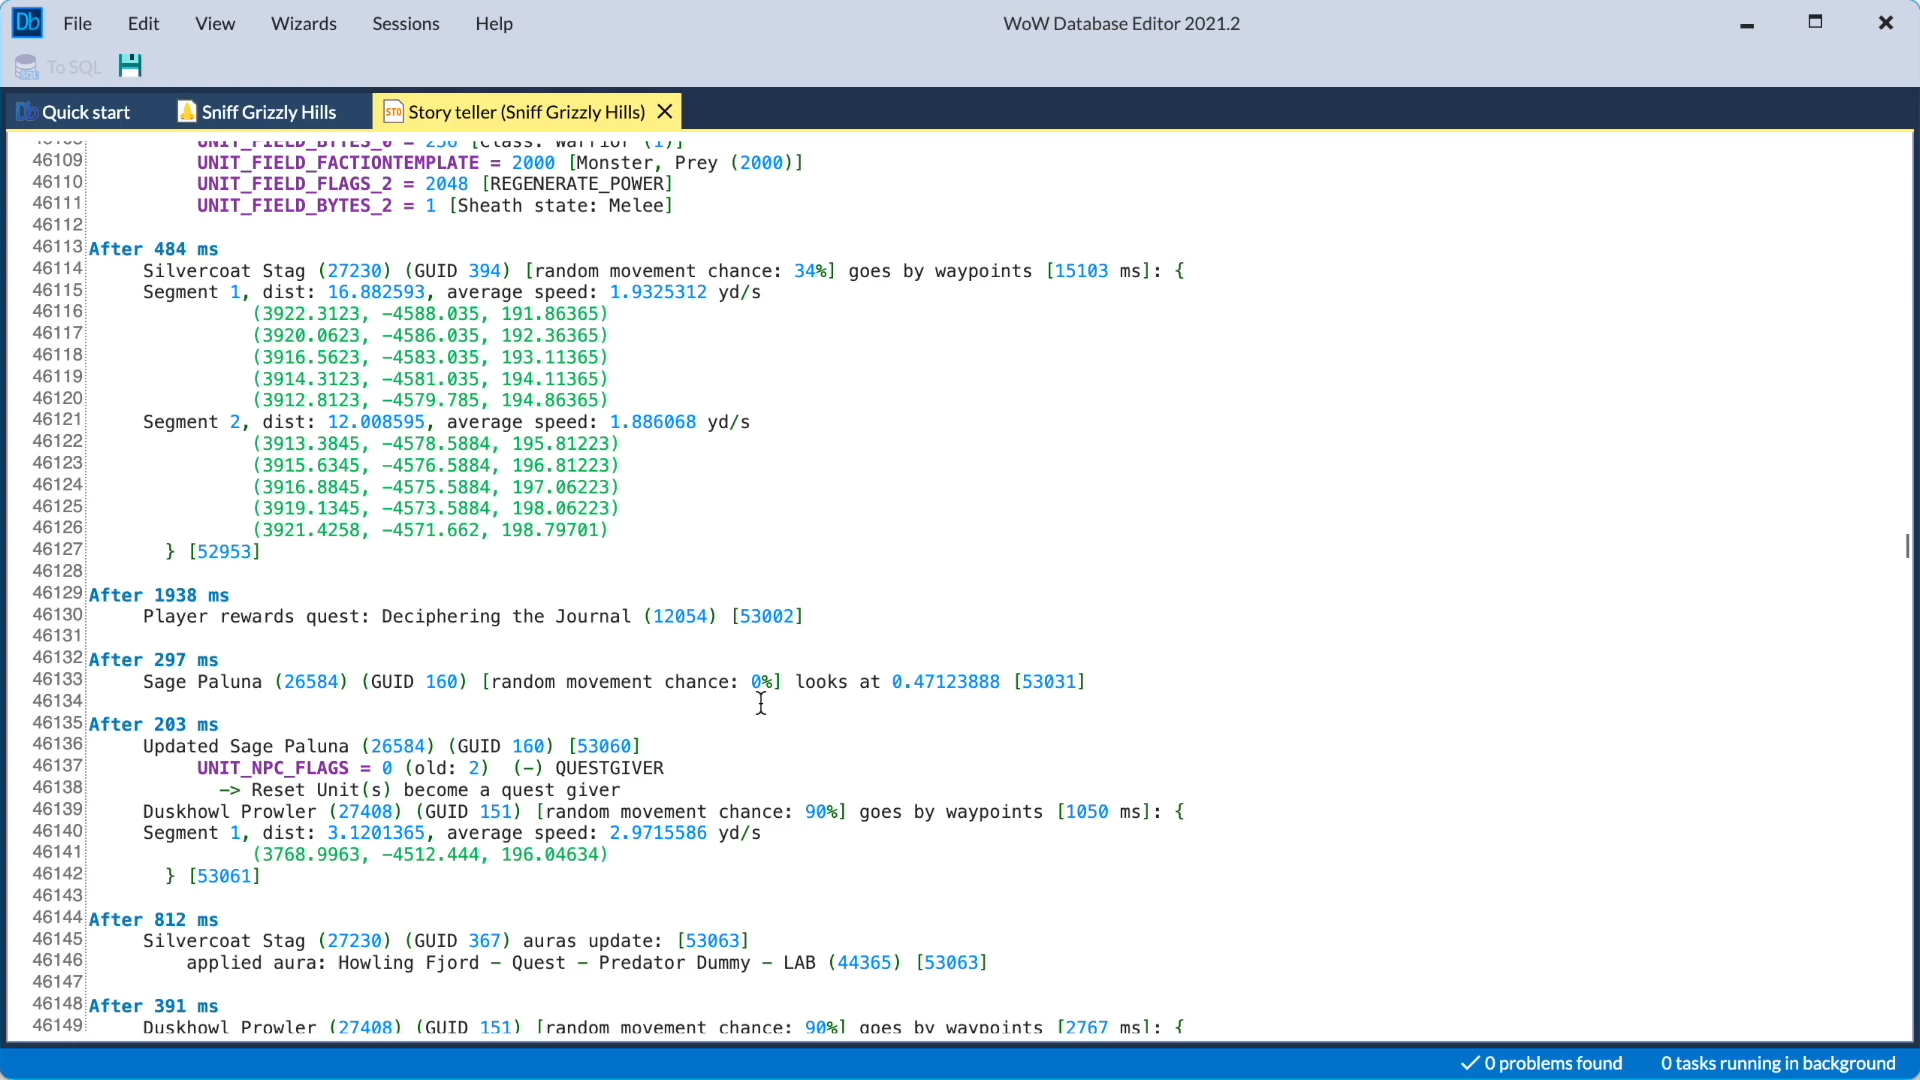 Db File Edit View Wizards Sessions Help WoW Database Editor 2021.2
SQL To SQL
Db Quick start Sniff Grizzly Hills STO Story teller (Sniff Grizzly Hills)
46108 UNIT_FIELD_BYTES_0 = 256 [Class: Warrior (1)]
46109 UNIT_FIELD_FACTIONTEMPLATE = 2000 [Monster, Prey (2000)]
46110 UNIT_FIELD_FLAGS_2 = 2048 [REGENERATE_POWER]
46111 UNIT_FIELD_BYTES_2 = 1 [Sheath state: Melee]
46112
46113 After 484 ms
46114 Silvercoat Stag (27230) (GUID 394) [random movement chance: 34%] goes by waypoints [15103 ms]: {
46115 Segment 1, dist: 16.882593, average speed: 1.9325312 yd/s
46116 (3922.3123, -4588.035, 191.86365)
46117 (3920.0623, -4586.035, 192.36365)
46118 (3916.5623, -4583.035, 193.11365)
46119 (3914.3123, -4581.035, 194.11365)
46120 (3912.8123, -4579.785, 194.86365)
46121 Segment 2, dist: 12.008595, average speed: 1.886068 yd/s
46122 (3913.3845, -4578.5884, 195.81223)
46123 (3915.6345, -4576.5884, 196.81223)
46124 (3916.8845, -4575.5884, 197.06223)
46125 (3919.1345, -4573.5884, 198.06223)
46126 (3921.4258, -4571.662, 198.79701)
46127 } [52953]
46128
46129 After 1938 ms
46130 Player rewards quest: Deciphering the Journal (12054) [53002]
46131
46132 After 297 ms
46133 Sage Paluna (26584) (GUID 160) [random movement chance: 0%] looks at 0.47123888 [53031]
46134
46135 After 203 ms
46136 Updated Sage Paluna (26584) (GUID 160) [53060]
46137 UNIT_NPC_FLAGS = 0 (old: 2) (-) QUESTGIVER
46138 -> Reset Unit(s) become a quest giver
46139 Duskhowl Prowler (27408) (GUID 151) [random movement chance: 90%] goes by waypoints [1050 ms]: {
46140 Segment 1, dist: 3.1201365, average speed: 2.9715586 yd/s
46141 (3768.9963, -4512.444, 196.04634)
46142 } [53061]
46143
46144 After 812 ms
46145 Silvercoat Stag (27230) (GUID 367) auras update: [53063]
46146 applied aura: Howling Fjord - Quest - Predator Dummy - LAB (44365) [53063]
46147
46148 After 391 ms
46149 Duskhowl Prowler (27408) (GUID 151) [random movement chance: 90%] goes by waypoints [2767 ms]: {
0 problems found 0 tasks running in background